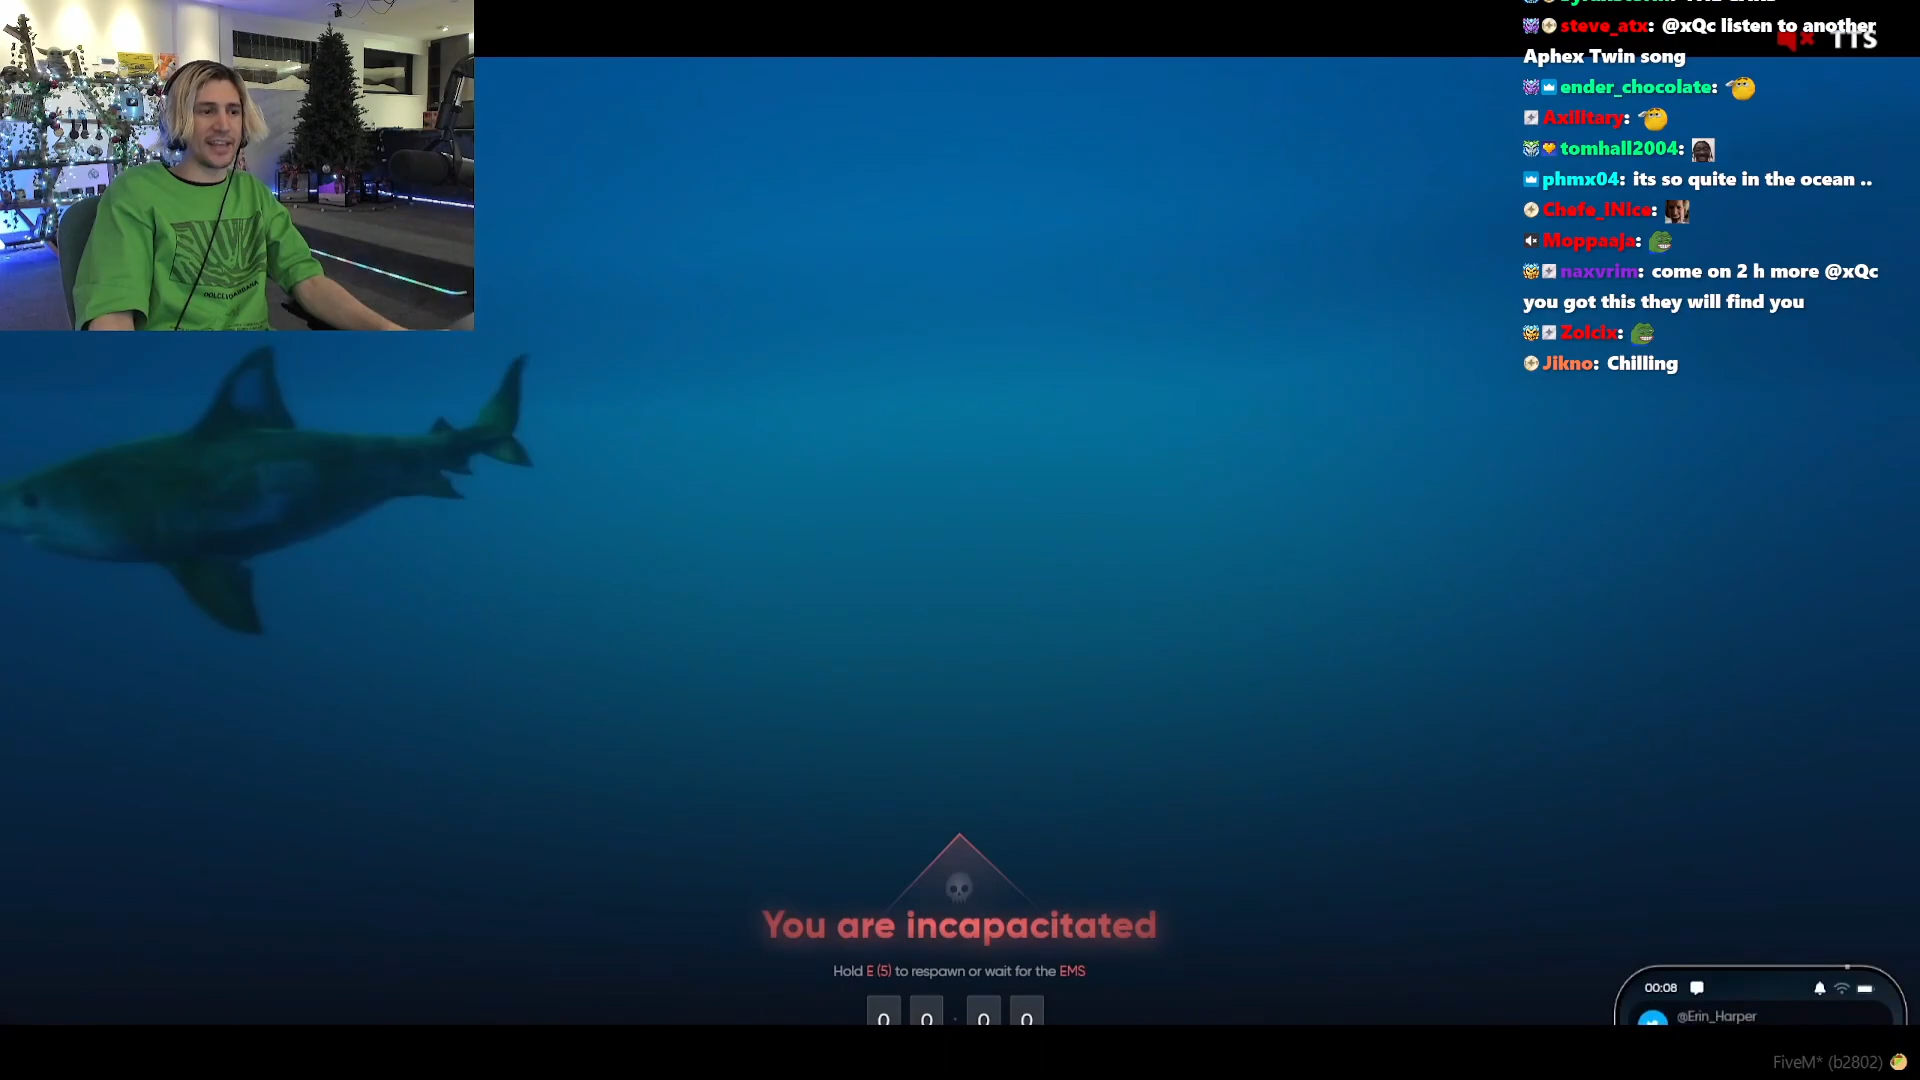 steve_atx: @xQc listen to another
TTS
Aphex Twin song
ender_chocolate:
Axilitary:
tomhall2004:
phmx04: its so quite in the ocean ..
Chefe_INice:
Moppaaja:
naxvrim: come on 2 h more @xQc
you got this they will find you
Zolcix:
Jikno: Chilling
DOLCE&GABBANA
You are incapacitated
Hold E (5) to respawn or wait for the EMS
0 0 : 0 0
00:08
@Erin_Harper
FiveM* (b2802)